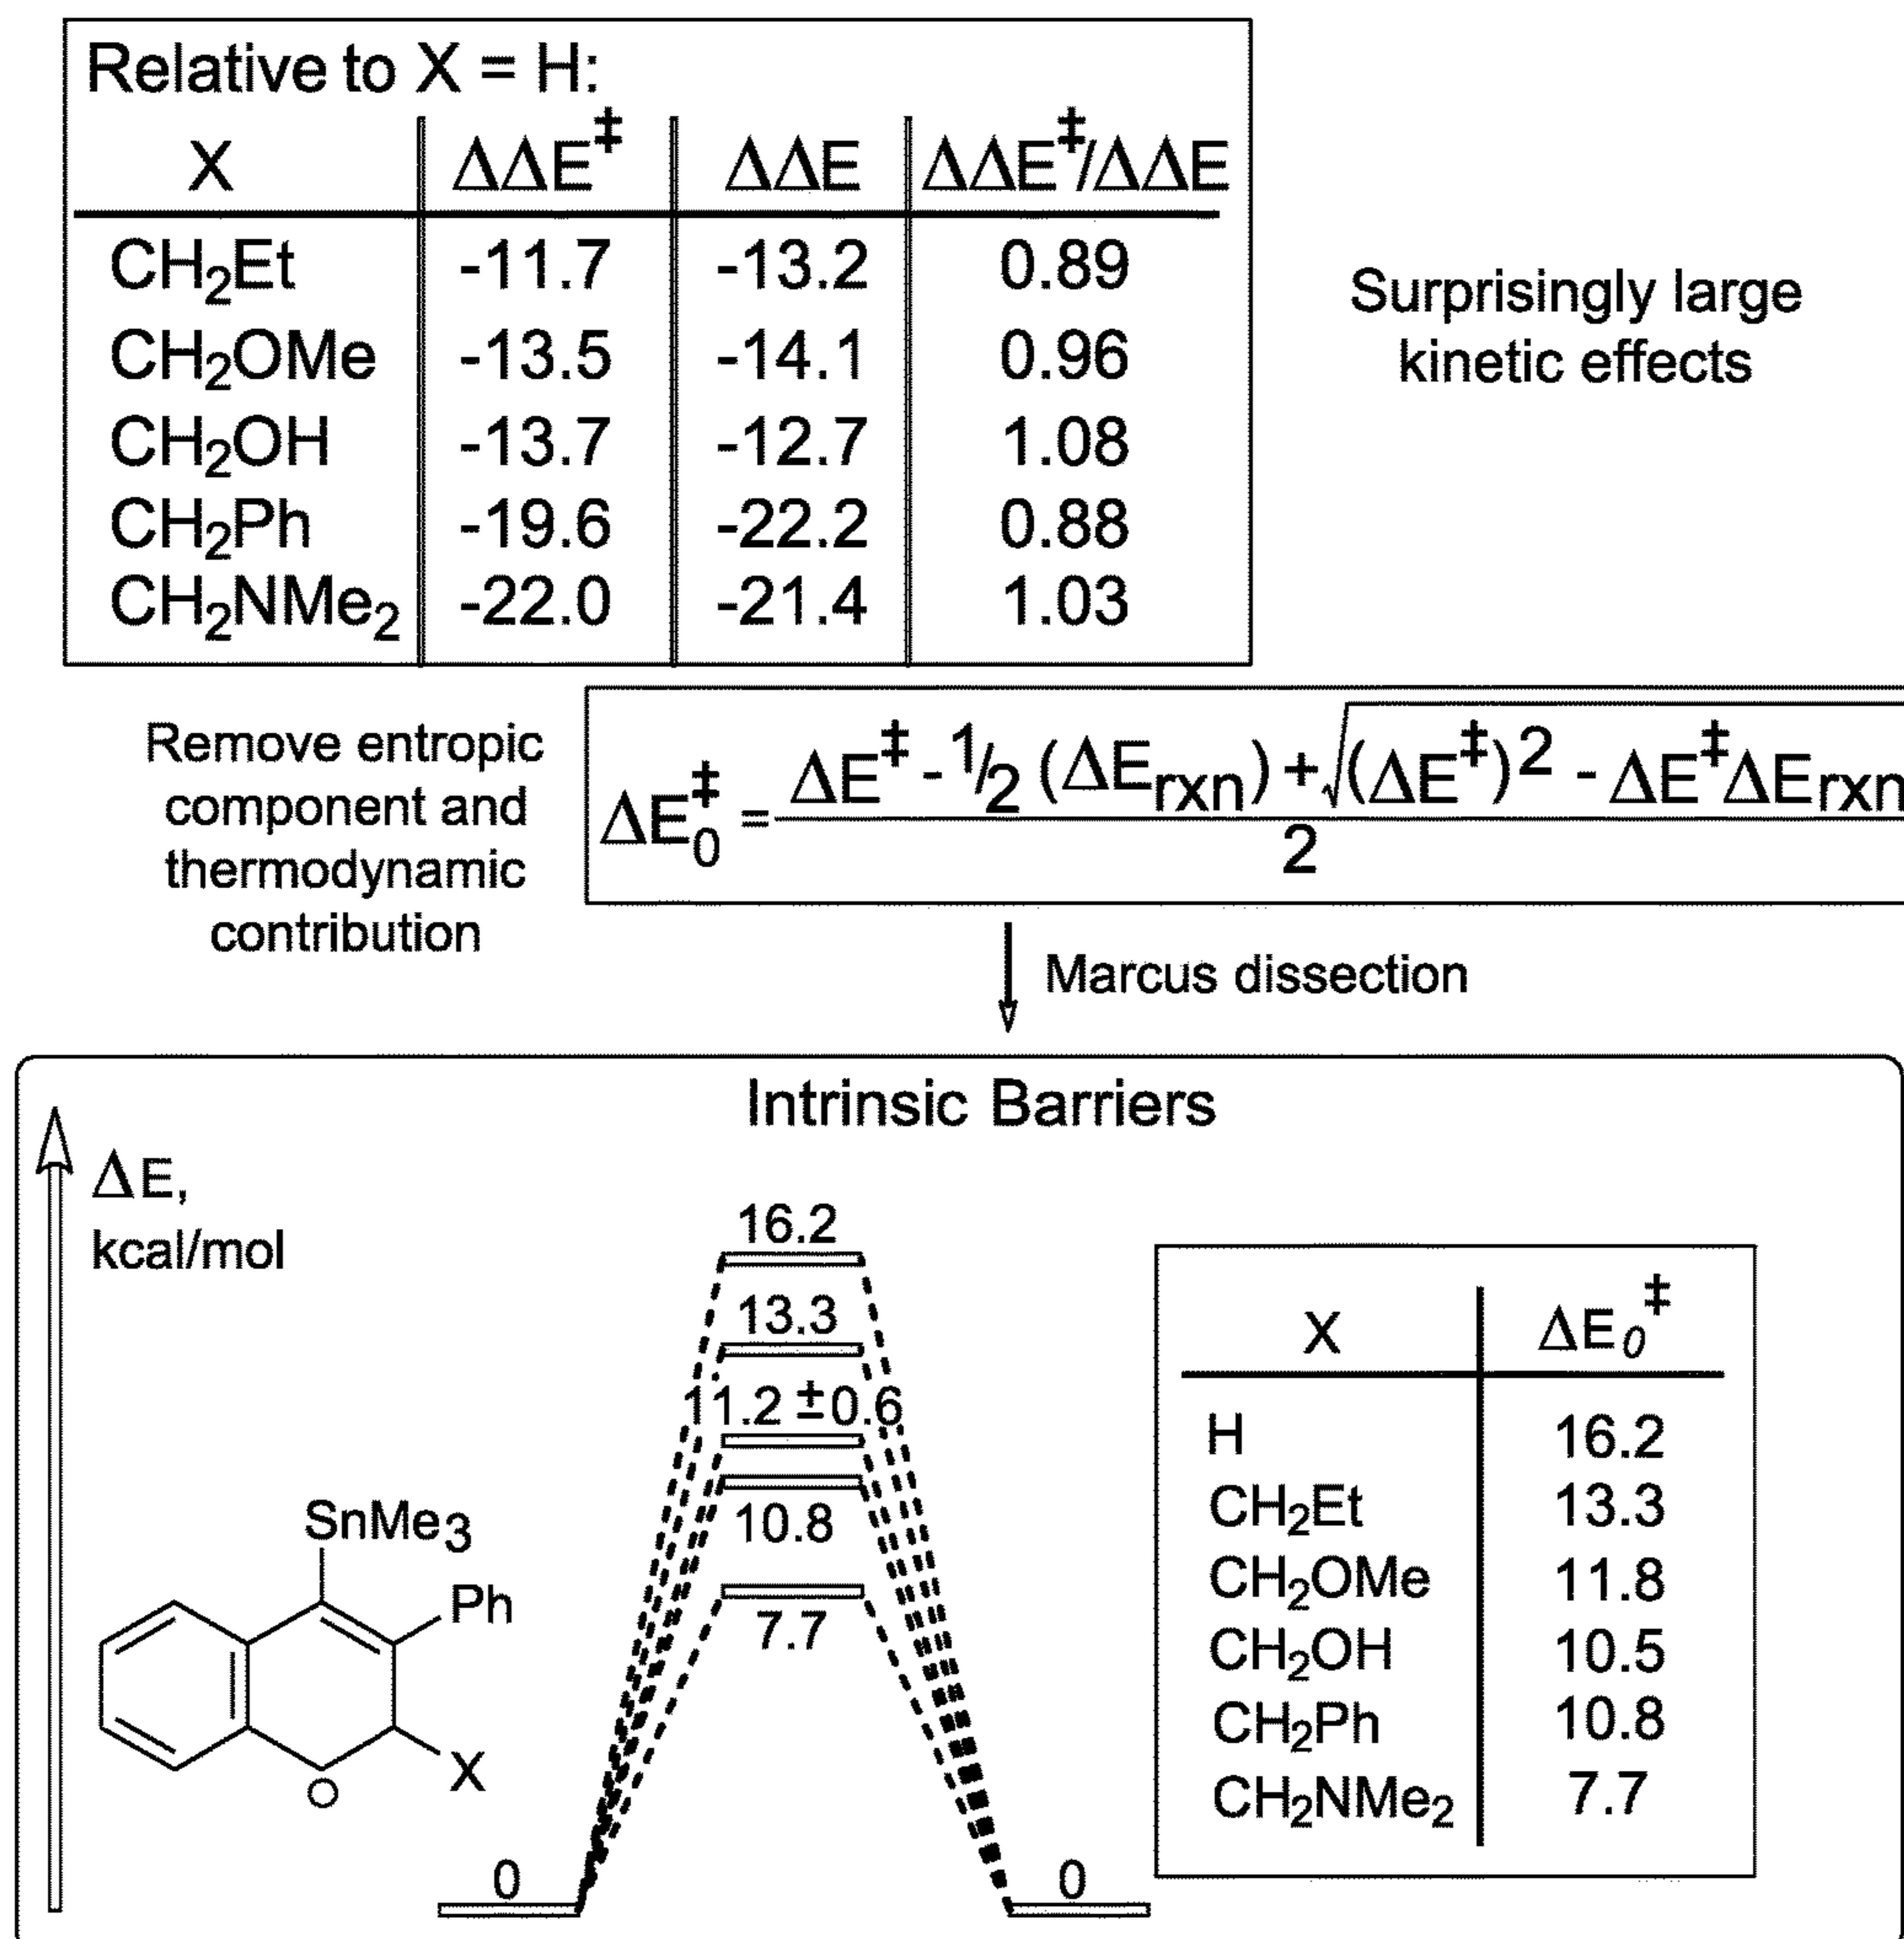 Relative to X = H:
X ΔΔE‡ ΔΔE ΔΔE‡/ΔΔE
CH₂Et -11.7 -13.2 0.89
CH₂OMe -13.5 -14.1 0.96
CH₂OH -13.7 -12.7 1.08
CH₂Ph -19.6 -22.2 0.88
CH₂NMe₂ -22.0 -21.4 1.03
Surprisingly large
kinetic effects
Remove entropic
component and
thermodynamic
contribution
ΔE₀‡ = (ΔE‡ - 1/2 (ΔErxn) + √((ΔE‡)2 - ΔE‡ΔErxn)) / 2
Marcus dissection
Intrinsic Barriers
ΔE,
kcal/mol
16.2
13.3
11.2 ±0.6
10.8
7.7
0
0
SnMe₃
Ph
X
O
X ΔE₀‡
H 16.2
CH₂Et 13.3
CH₂OMe 11.8
CH₂OH 10.5
CH₂Ph 10.8
CH₂NMe₂ 7.7